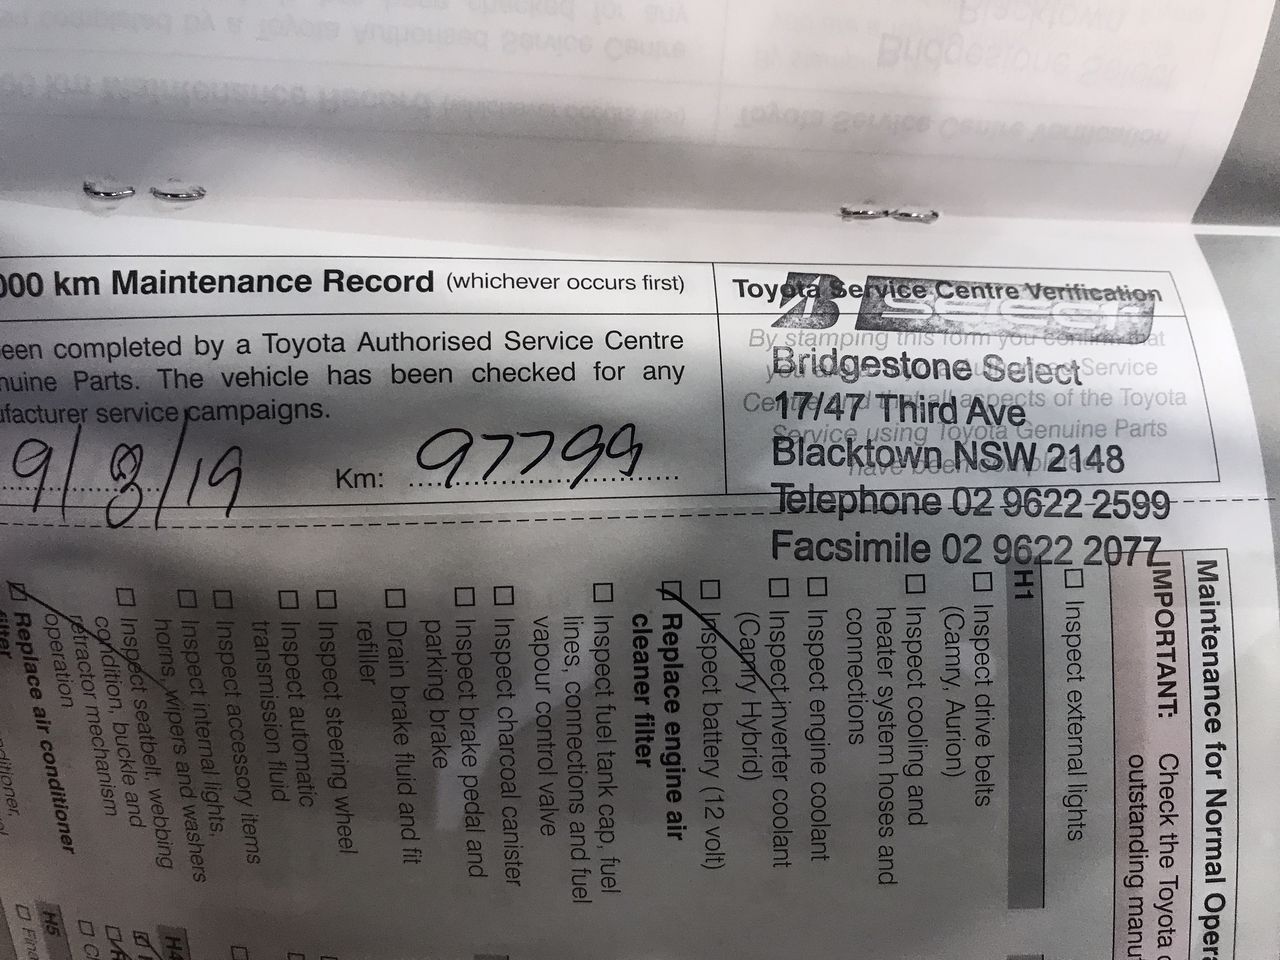 000 km Maintenance Record (whichever occurs first)
een completed by a Toyota Authorised Service Centre
nuine Parts. The vehicle has been checked for any
ufacturer service campaigns.
9/8/19 Km: 97799
Toyota Service Centre Verification
SELECT
By stamping this form you confirm that
Service
aspects of the Toyota
Service using Toyota Genuine Parts
have been
Bridgestone Select
17/47 Third Ave
Blacktown NSW 2148
Telephone 02 9622 2599
Facsimile 02 9622 2077
Maintenance for Normal Opera
IMPORTANT: Check the Toyota
outstanding manu
☐ Inspect external lights
H1
☐ Inspect drive belts
(Camry, Aurion)
☐ Inspect cooling and
heater system hoses and
connections
☐ Inspect engine coolant
☐ Inspect inverter coolant
(Camry Hybrid)
☐ Inspect battery (12 volt)
☑ Replace engine air
cleaner filter
☐ Inspect fuel tank cap, fuel
lines, connections and fuel
vapour control valve
☐ Inspect charcoal canister
☐ Inspect brake pedal and
parking brake
☐ Drain brake fluid and fit
refiller
☐ Inspect steering wheel
☐ Inspect automatic
transmission fluid
☐ Inspect accessory items
☐ Inspect internal lights,
horns, wipers and washers
☐ Inspect seatbelt, webbing
condition, buckle and
retractor mechanism
operation
☑ Replace air conditioner
filter
H4
H5